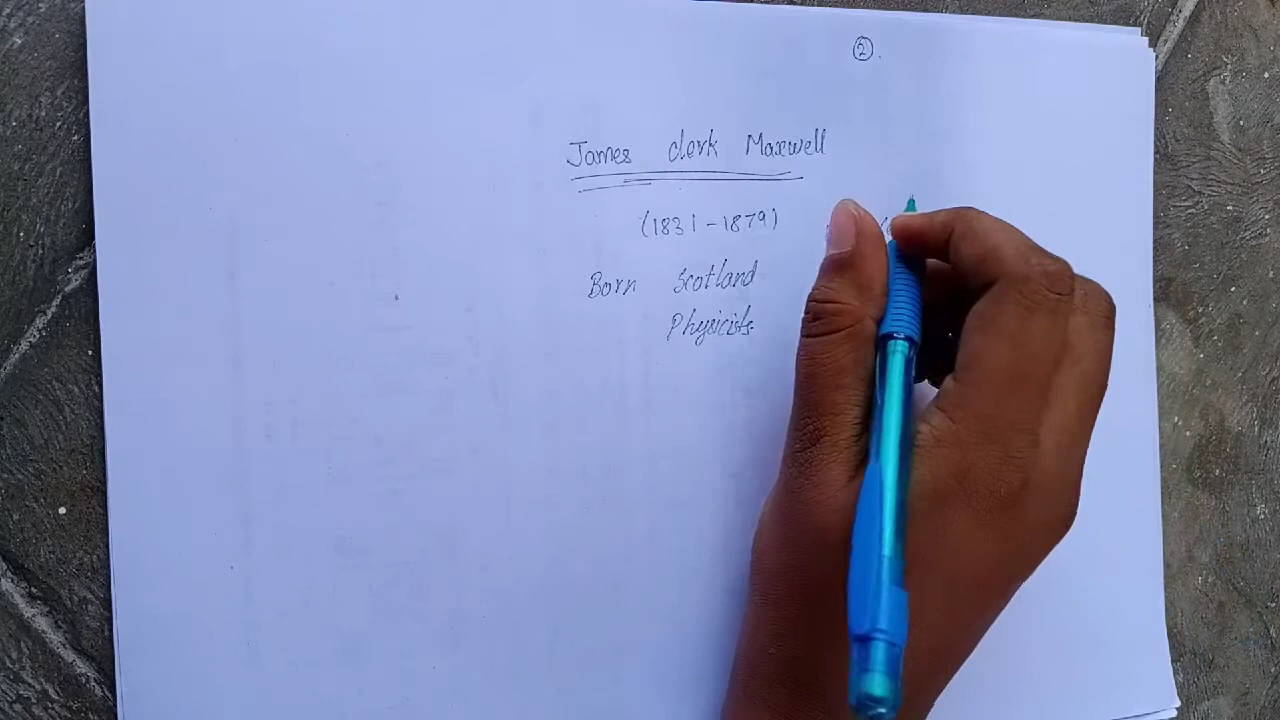 2
James clerk Maxwell
(1831-1879)
Born Scotland
Physicists